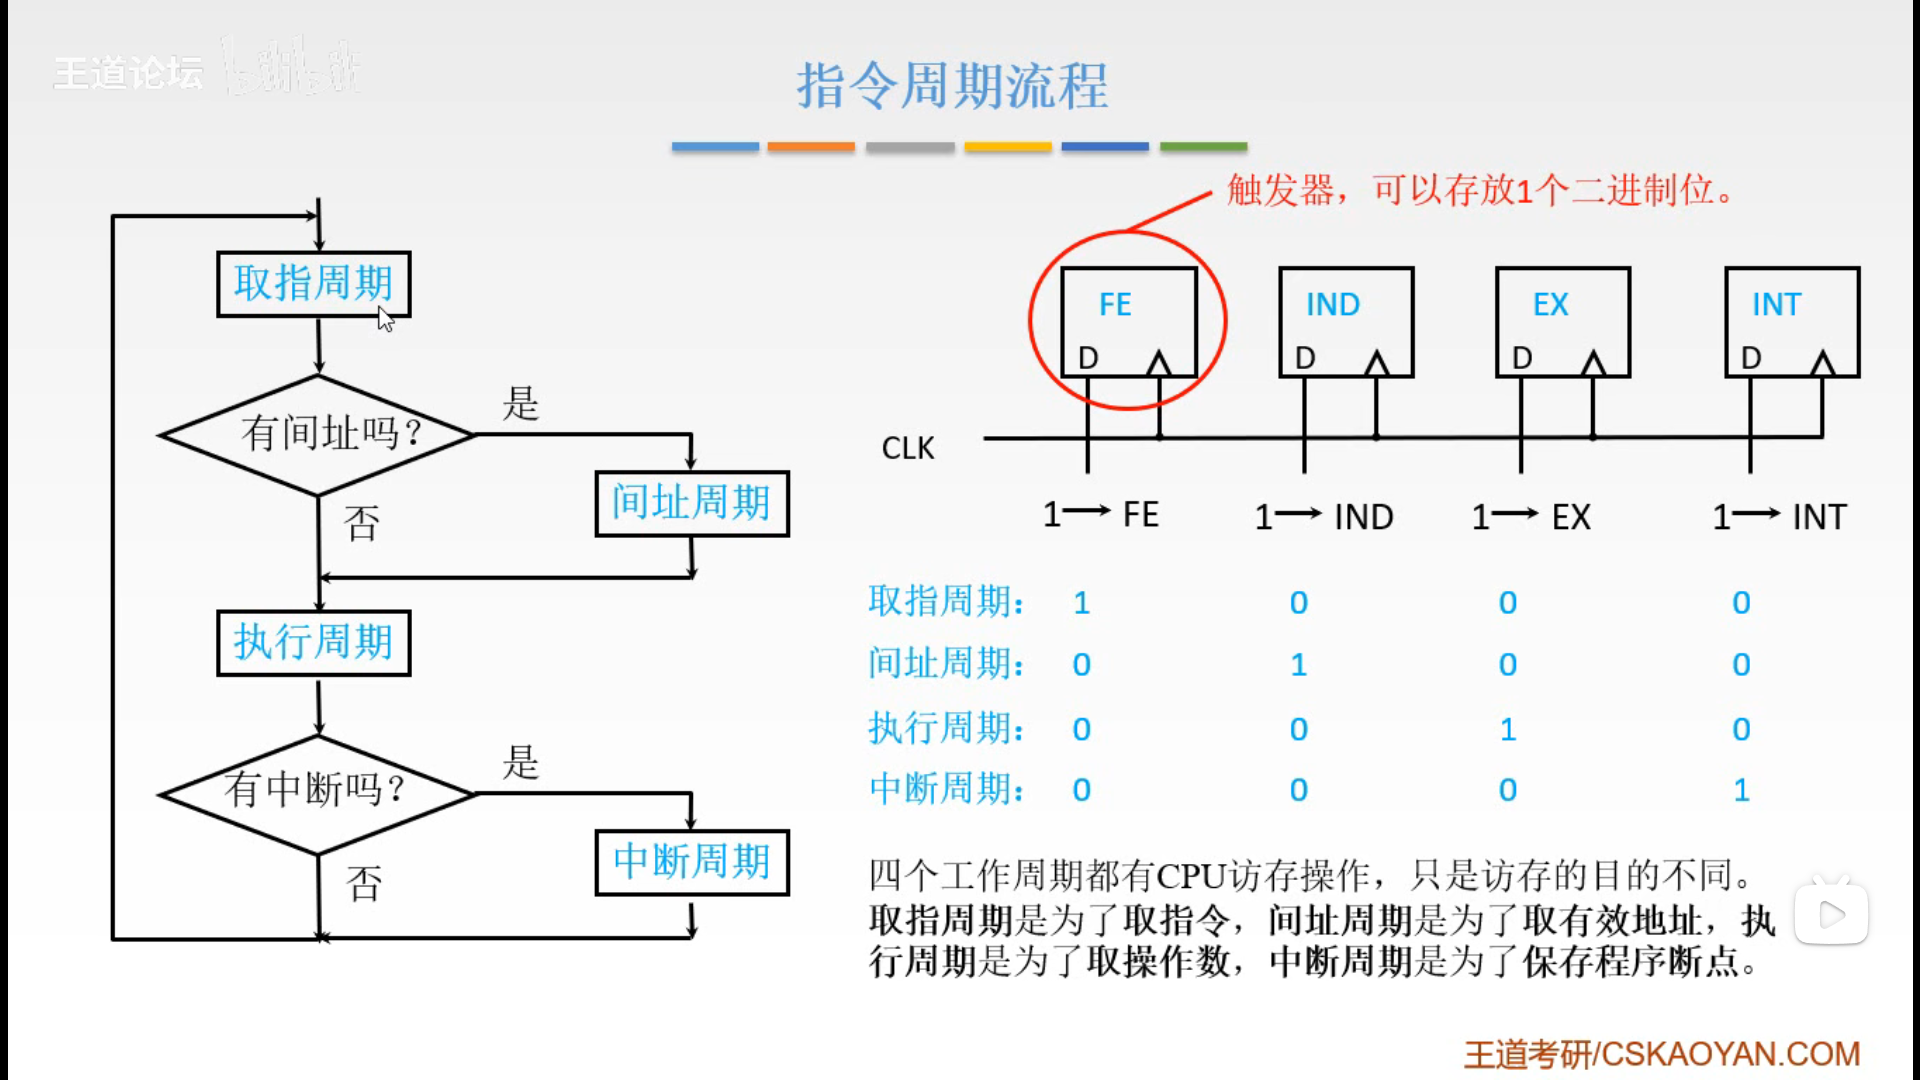 王道论坛 bilibili
指令周期流程
触发器，可以存放1个二进制位。
取指周期
有间址吗？
是
否
间址周期
执行周期
有中断吗？
是
否
中断周期
FE IND EX INT
D D D D
CLK
1 → FE 1 → IND 1 → EX 1 → INT
取指周期： 1 0 0 0
间址周期： 0 1 0 0
执行周期： 0 0 1 0
中断周期： 0 0 0 1
四个工作周期都有CPU访存操作，只是访存的目的不同。
取指周期是为了取指令，间址周期是为了取有效地址，执
行周期是为了取操作数，中断周期是为了保存程序断点。
王道考研/CSKAOYAN.COM